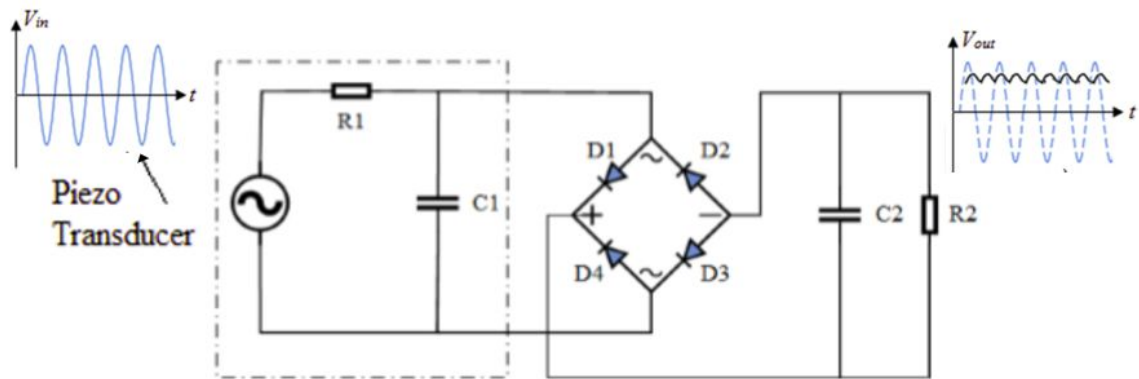 Vin
t
Piezo
Transducer
R1
C1
~
D1
D2
+
−
D4
D3
~
C2
R2
Vout
t